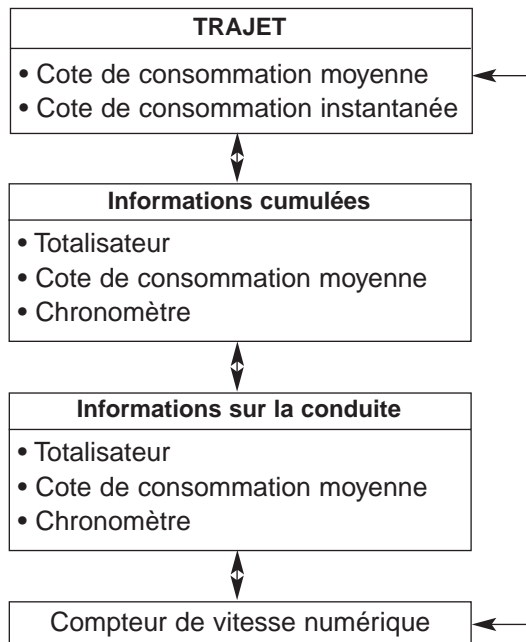 TRAJET
• Cote de consommation moyenne
• Cote de consommation instantanée
Informations cumulées
• Totalisateur
• Cote de consommation moyenne
• Chronomètre
Informations sur la conduite
• Totalisateur
• Cote de consommation moyenne
• Chronomètre
Compteur de vitesse numérique